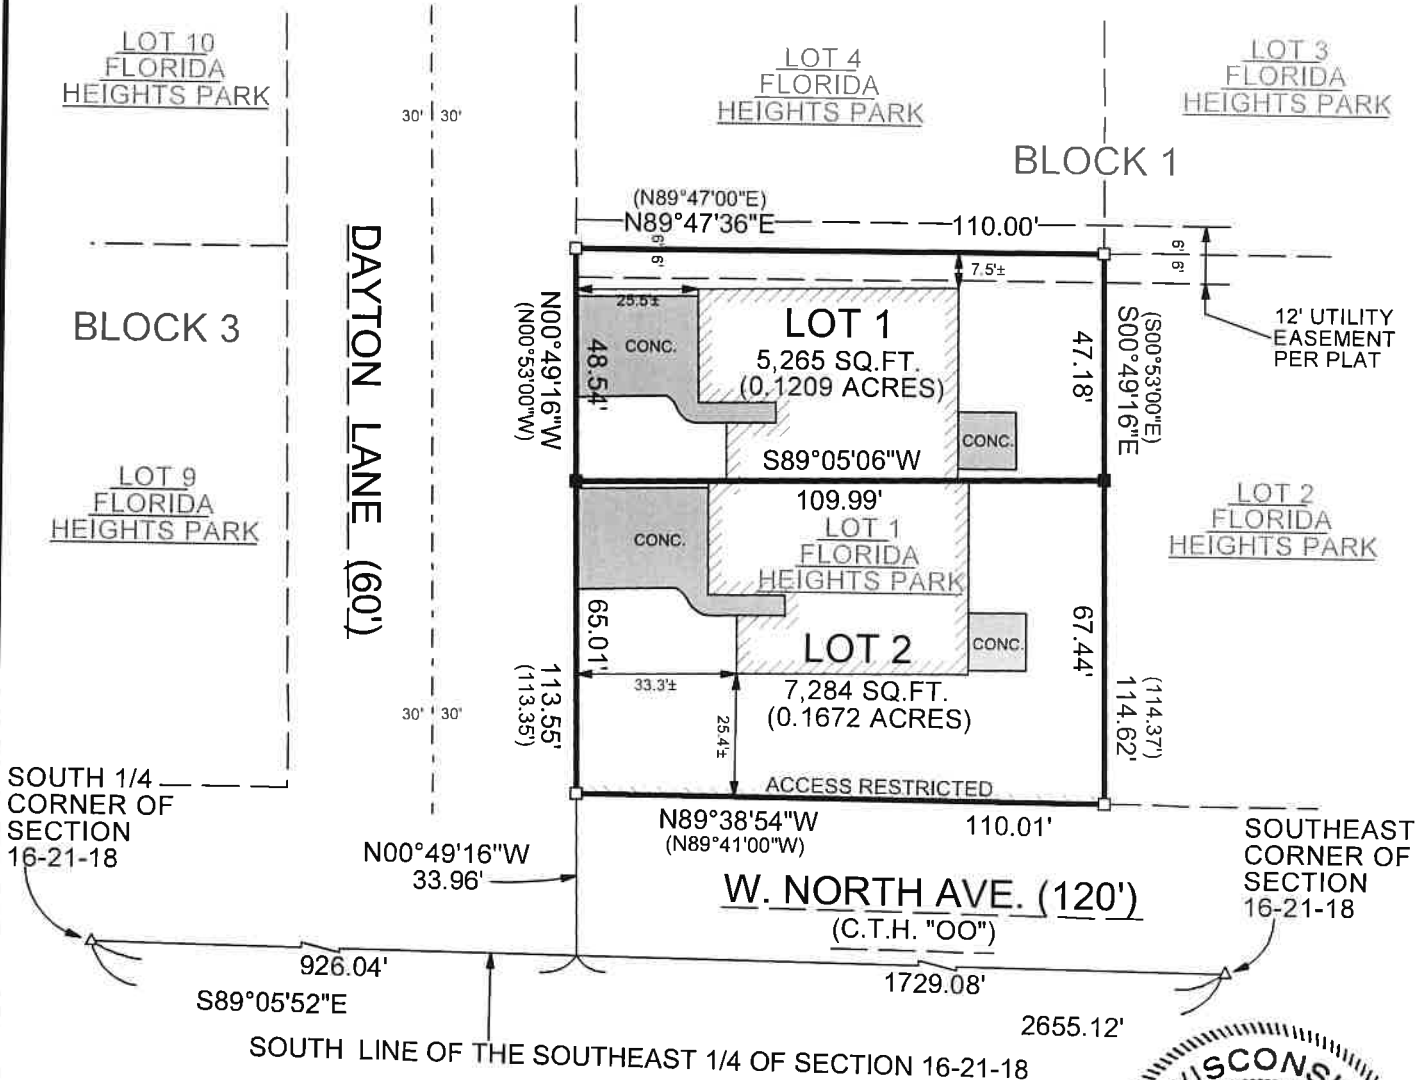 LOT 10
FLORIDA
HEIGHTS PARK
LOT 4
FLORIDA
HEIGHTS PARK
LOT 3
FLORIDA
HEIGHTS PARK
30' 30'
BLOCK 1
(N89°47'00"E)
N89°47'36"E
110.00'
6' 6'
6' 6'
7.5'±
DAYTON LANE (60')
BLOCK 3
25.5'±
N00°49'16"W
(N00°53'00"W)
48.54'
CONC.
LOT 1
5,265 SQ.FT.
(0.1209 ACRES)
47.18'
(S00°53'00"E)
S00°49'16"E
12' UTILITY
EASEMENT
PER PLAT
CONC.
S89°05'06"W
109.99'
LOT 9
FLORIDA
HEIGHTS PARK
CONC.
LOT 1
FLORIDA
HEIGHTS PARK
LOT 2
FLORIDA
HEIGHTS PARK
65.01'
LOT 2
7,284 SQ.FT.
(0.1672 ACRES)
CONC.
67.44'
33.3'±
25.4'±
113.55'
(113.35')
(114.37')
114.62'
30' 30'
ACCESS RESTRICTED
SOUTH 1/4
CORNER OF
SECTION
16-21-18
N89°38'54"W
(N89°41'00"W)
110.01'
SOUTHEAST
CORNER OF
SECTION
16-21-18
N00°49'16"W
33.96'
W. NORTH AVE. (120')
(C.T.H. "OO")
926.04'
1729.08'
S89°05'52"E
2655.12'
SOUTH LINE OF THE SOUTHEAST 1/4 OF SECTION 16-21-18